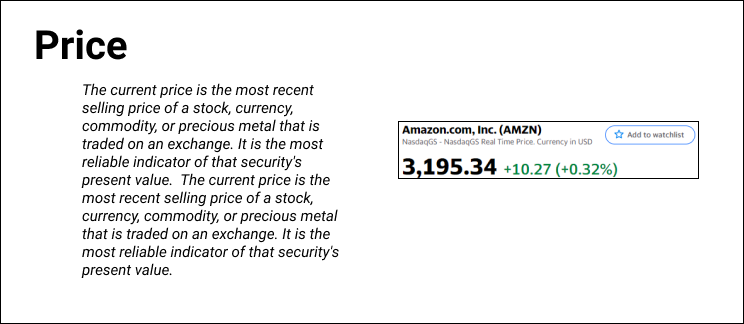 Price
The current price is the most recent
selling price of a stock, currency,
commodity, or precious metal that is
traded on an exchange. It is the most
reliable indicator of that security's
present value.  The current price is the
most recent selling price of a stock,
currency, commodity, or precious metal
that is traded on an exchange. It is the
most reliable indicator of that security's
present value.
Amazon.com, Inc. (AMZN)
NasdaqGS - NasdaqGS Real Time Price. Currency in USD
Add to watchlist
3,195.34 +10.27 (+0.32%)